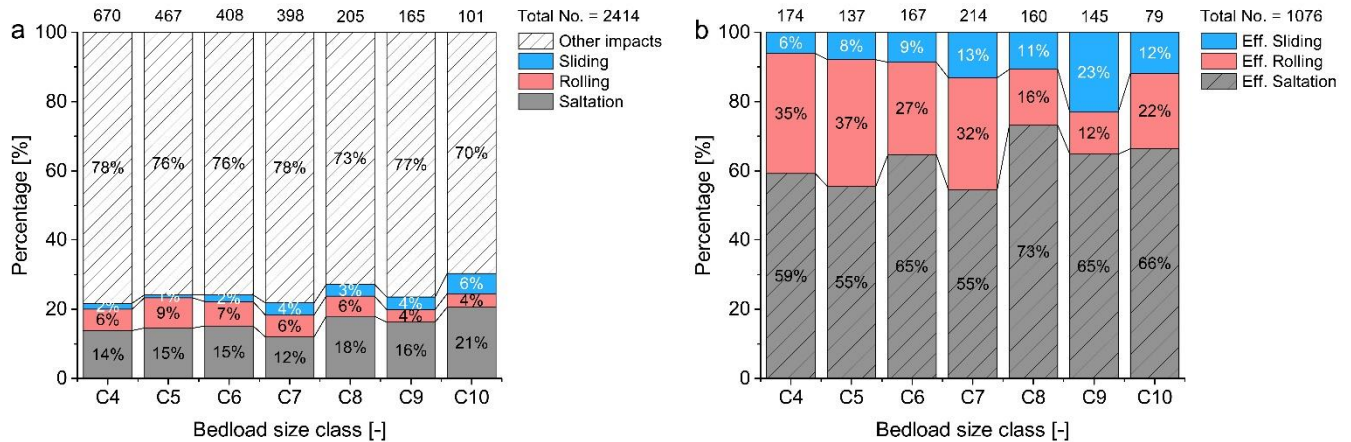 a
670 467 408 398 205 165 101
Total No. = 2414
Other impacts
Sliding
Rolling
Saltation
Percentage [%]
100
80
60
40
20
0
78% 76% 76% 78% 73% 77% 70%
2% 1% 2% 4% 3% 4% 6%
6% 9% 7% 6% 6% 4% 4%
14% 15% 15% 12% 18% 16% 21%
C4 C5 C6 C7 C8 C9 C10
Bedload size class [-]
b
174 137 167 214 160 145 79
Total No. = 1076
Eff. Sliding
Eff. Rolling
Eff. Saltation
Percentage [%]
100
80
60
40
20
0
6% 8% 9% 13% 11% 23% 12%
35% 37% 27% 32% 16% 12% 22%
59% 55% 65% 55% 73% 65% 66%
C4 C5 C6 C7 C8 C9 C10
Bedload size class [-]